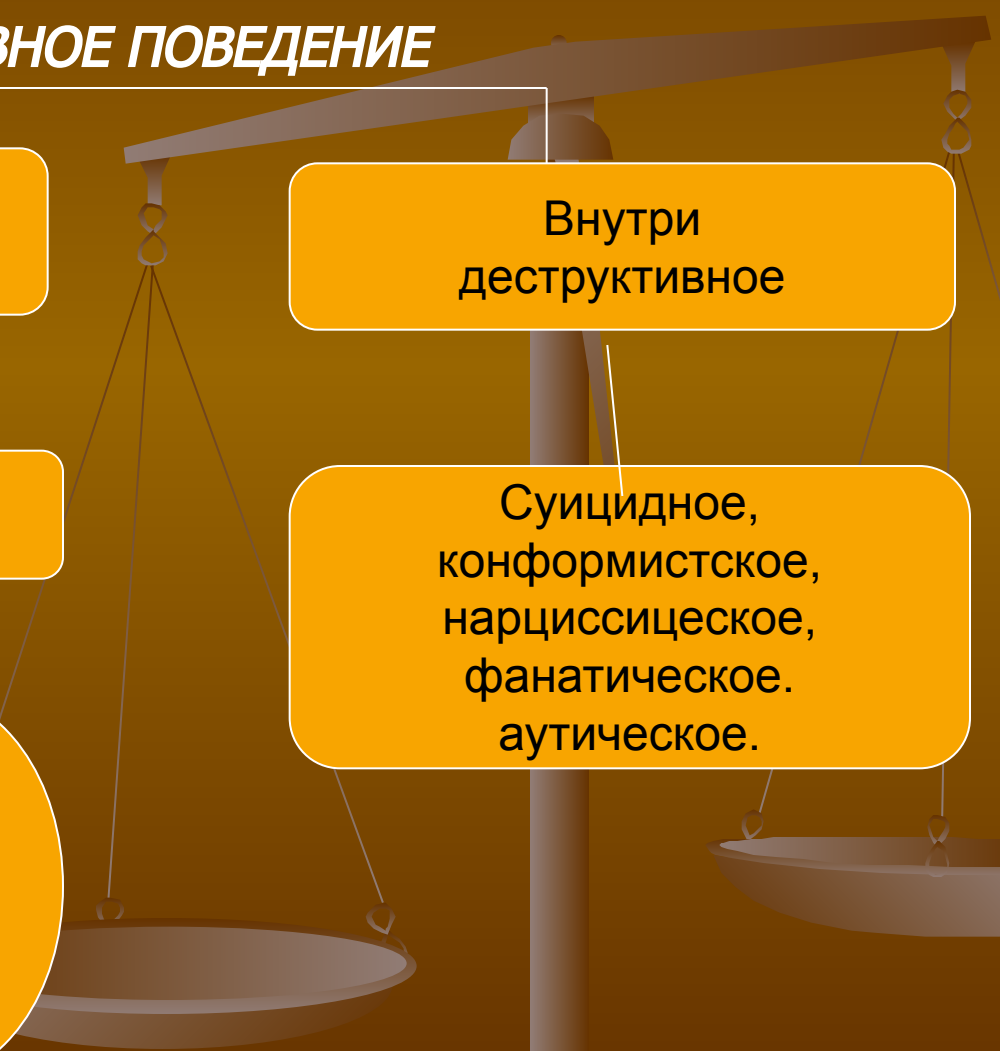 ВНОЕ ПОВЕДЕНИЕ
Внутри
деструктивное
Суицидное,
конформистское,
нарциссицеское,
фанатическое.
аутическое.